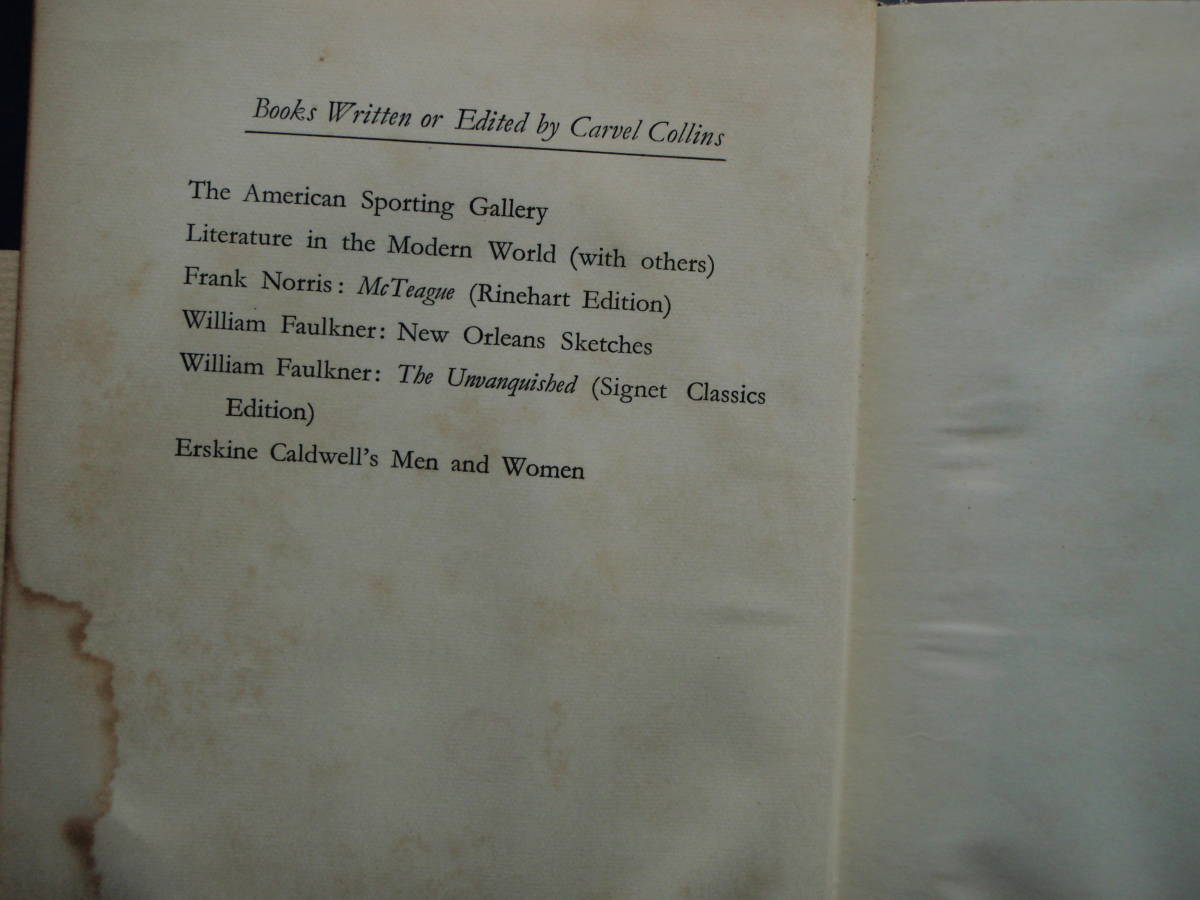 Books Written or Edited by Carvel Collins
The American Sporting Gallery
Literature in the Modern World (with others)
Frank Norris: McTeague (Rinehart Edition)
William Faulkner: New Orleans Sketches
William Faulkner: The Unvanquished (Signet Classics
Edition)
Erskine Caldwell's Men and Women